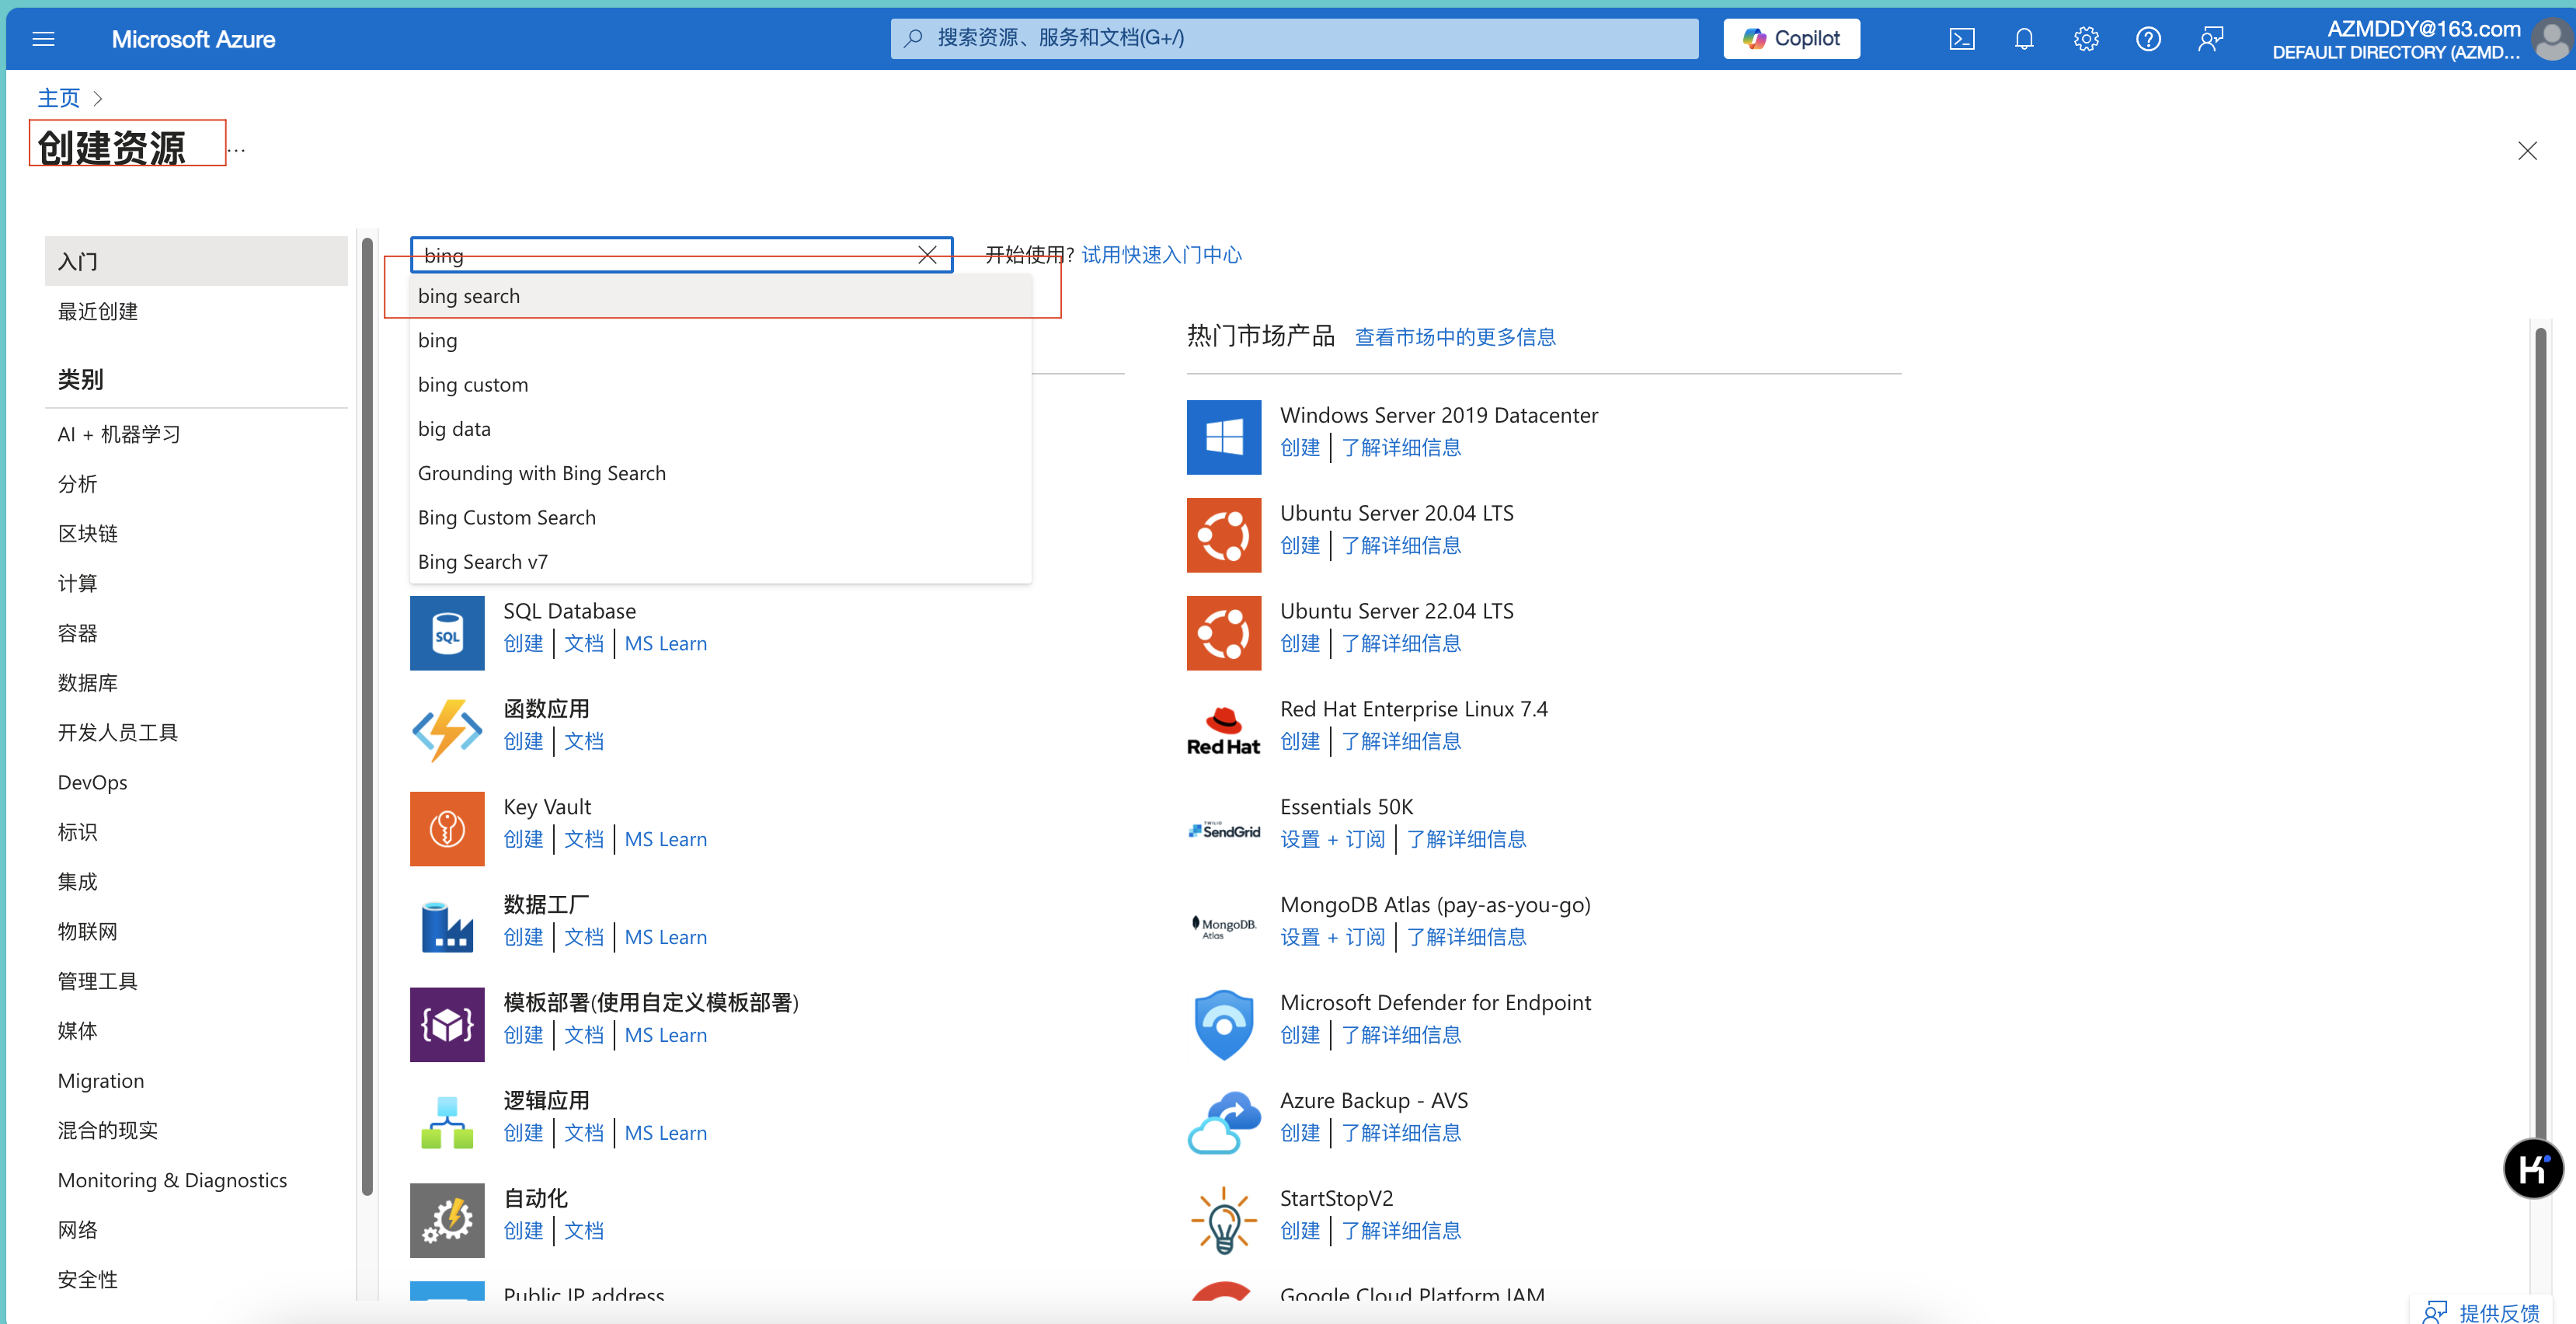 Microsoft Azure
搜索资源、服务和文档(G+/)
Copilot
AZMDDY@163.com
DEFAULT DIRECTORY (AZMD...
主页
创建资源
...
入门
最近创建
类别
AI + 机器学习
分析
区块链
计算
容器
数据库
开发人员工具
DevOps
标识
集成
物联网
管理工具
媒体
Migration
混合的现实
Monitoring & Diagnostics
网络
安全性
bing
开始使用? 试用快速入门中心
bing search
bing
bing custom
big data
Grounding with Bing Search
Bing Custom Search
Bing Search v7
SQL
SQL Database
创建 | 文档 | MS Learn
函数应用
创建 | 文档
Key Vault
创建 | 文档 | MS Learn
数据工厂
创建 | 文档 | MS Learn
模板部署(使用自定义模板部署)
创建 | 文档 | MS Learn
逻辑应用
创建 | 文档 | MS Learn
自动化
创建 | 文档
Public IP address
热门市场产品 查看市场中的更多信息
Windows Server 2019 Datacenter
创建 | 了解详细信息
Ubuntu Server 20.04 LTS
创建 | 了解详细信息
Ubuntu Server 22.04 LTS
创建 | 了解详细信息
Red Hat
Red Hat Enterprise Linux 7.4
创建 | 了解详细信息
TWILIO
SendGrid
Essentials 50K
设置 + 订阅 | 了解详细信息
MongoDB.
Atlas
MongoDB Atlas (pay-as-you-go)
设置 + 订阅 | 了解详细信息
Microsoft Defender for Endpoint
创建 | 了解详细信息
Azure Backup - AVS
创建 | 了解详细信息
StartStopV2
创建 | 了解详细信息
Google Cloud Platform IAM
K
提供反馈